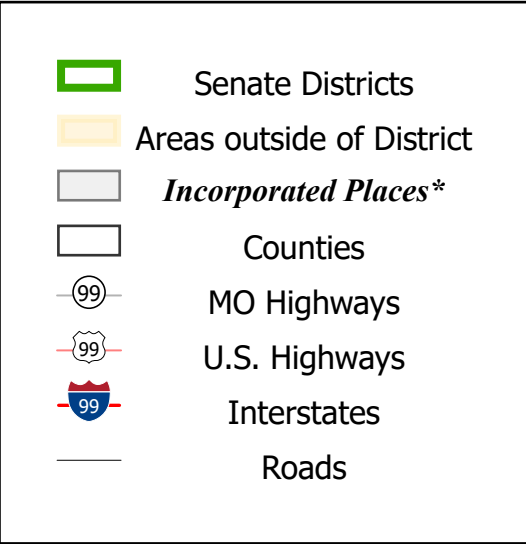 Senate Districts
Areas outside of District
Incorporated Places*
Counties
99 MO Highways
99 U.S. Highways
99 Interstates
Roads